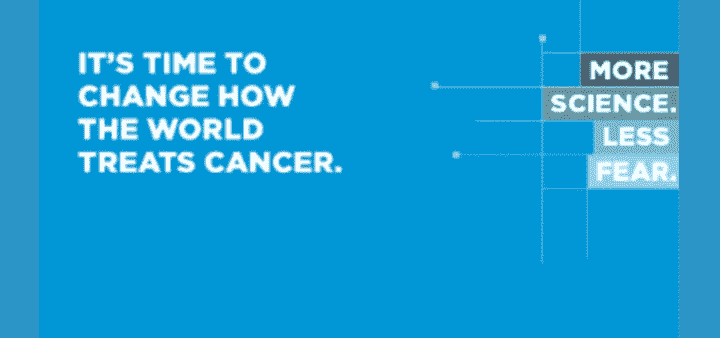 IT'S TIME TO
CHANGE HOW
THE WORLD
TREATS CANCER.
MORE
SCIENCE.
LESS
FEAR.